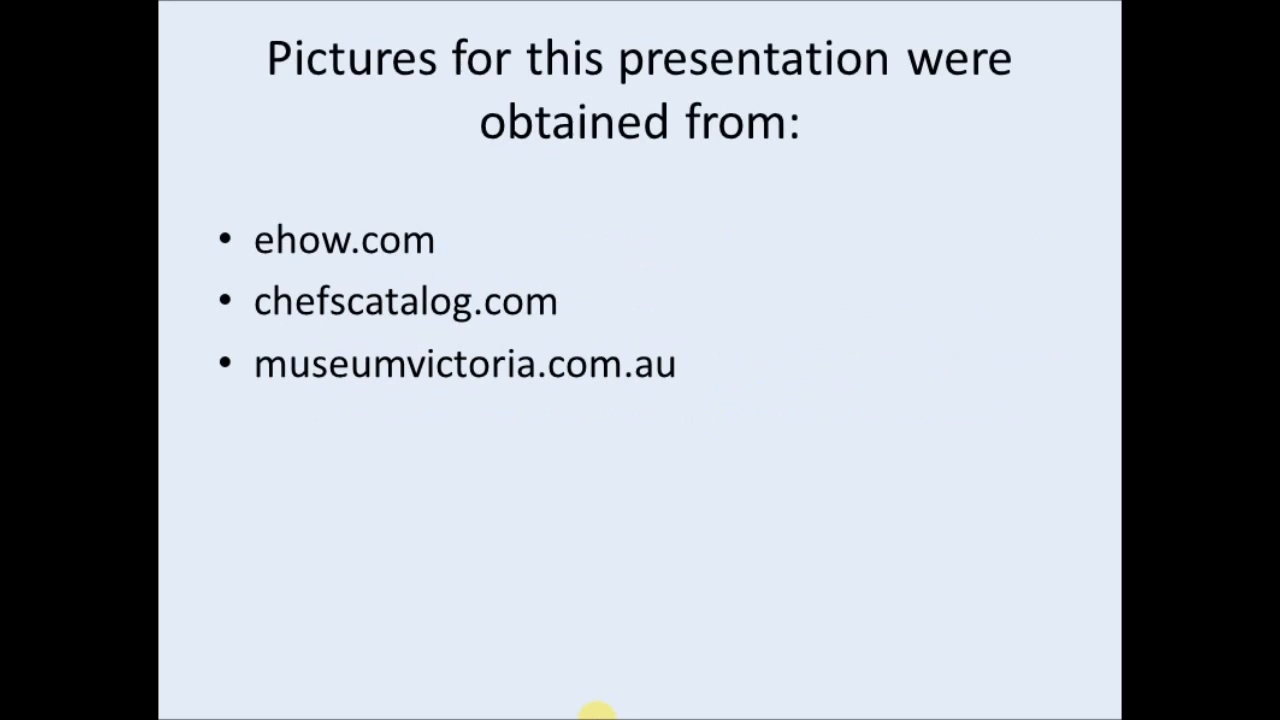 Pictures for this presentation were
obtained from:
• ehow.com
• chefscatalog.com
• museumvictoria.com.au